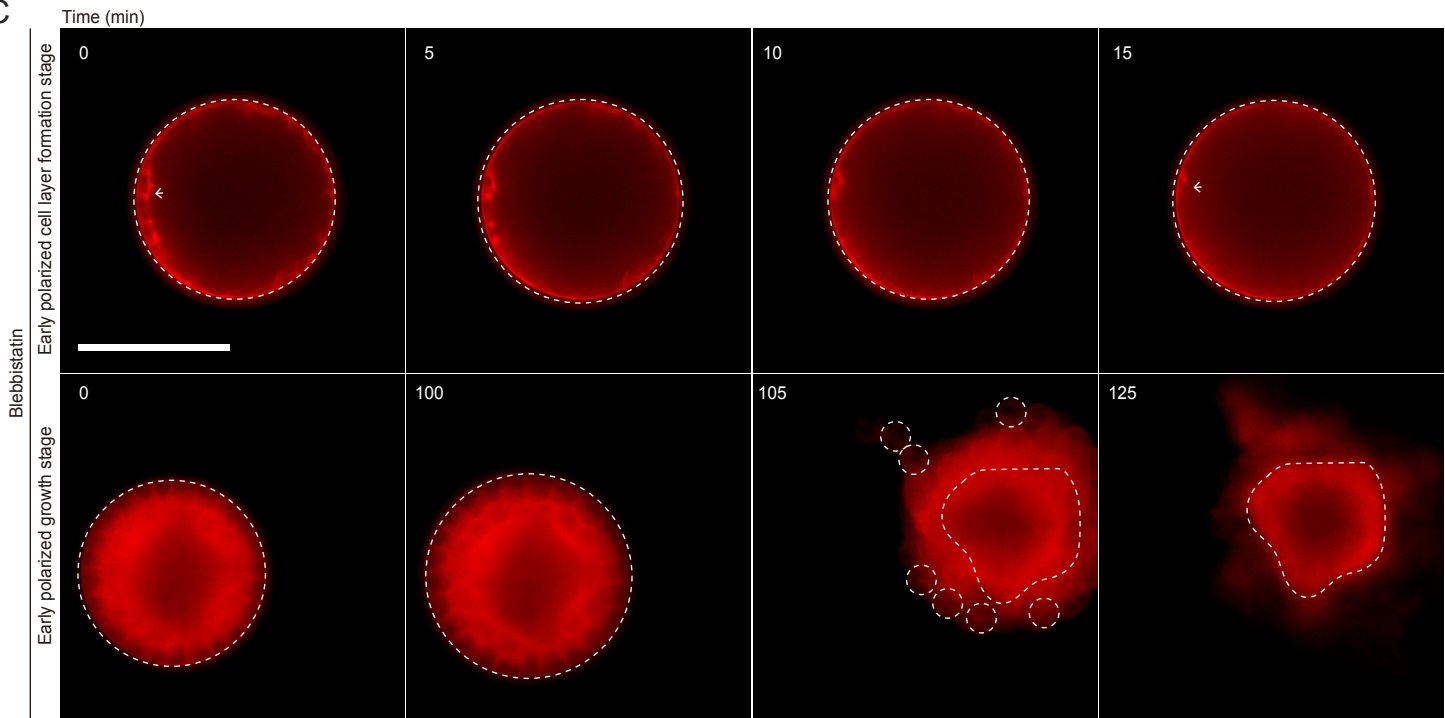 C
Time (min)
Blebbistatin
Early polarized cell layer formation stage
0
5
10
15
Early polarized growth stage
0
100
105
125